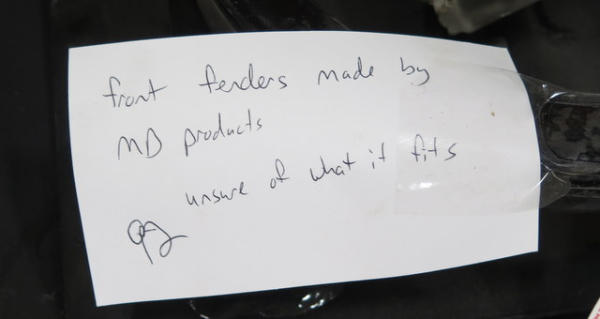 front fenders made by
MD products
unsure of what it fits